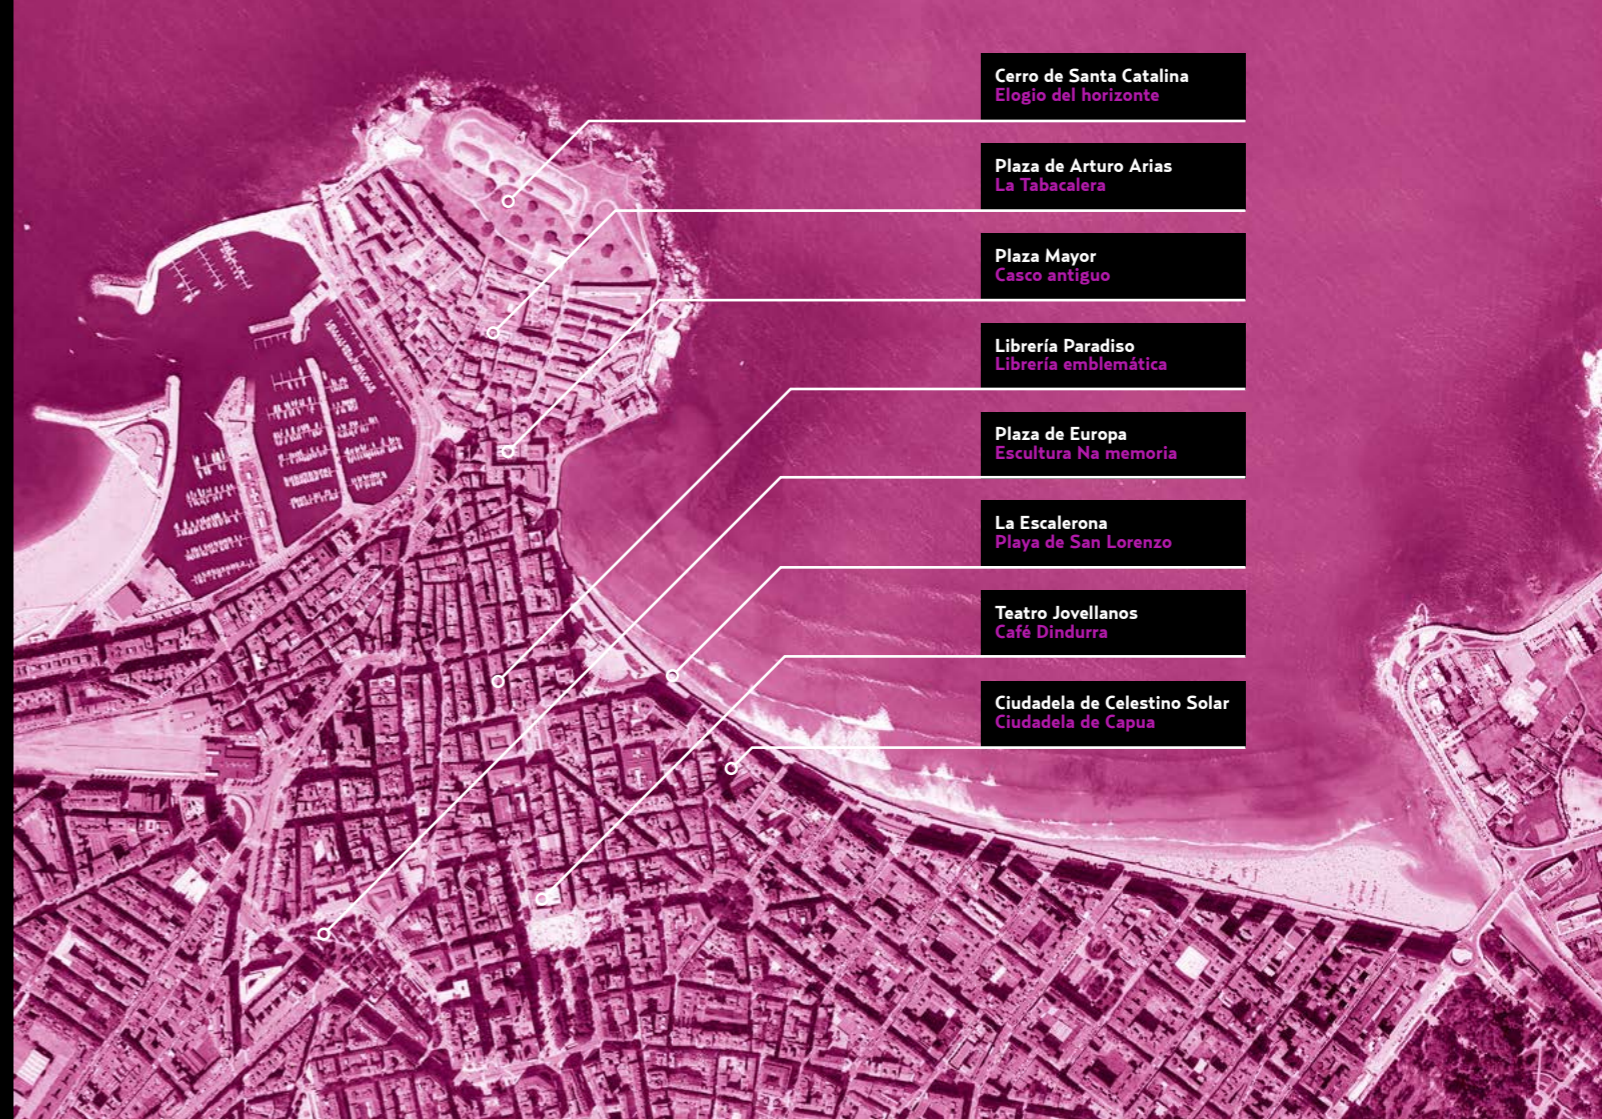 Cerro de Santa Catalina
Elogio del horizonte
Plaza de Arturo Arias
La Tabacalera
Plaza Mayor
Casco antiguo
Librería Paradiso
Librería emblemática
Plaza de Europa
Escultura Na memoria
La Escalerona
Playa de San Lorenzo
Teatro Jovellanos
Café Dindurra
Ciudadela de Celestino Solar
Ciudadela de Capua